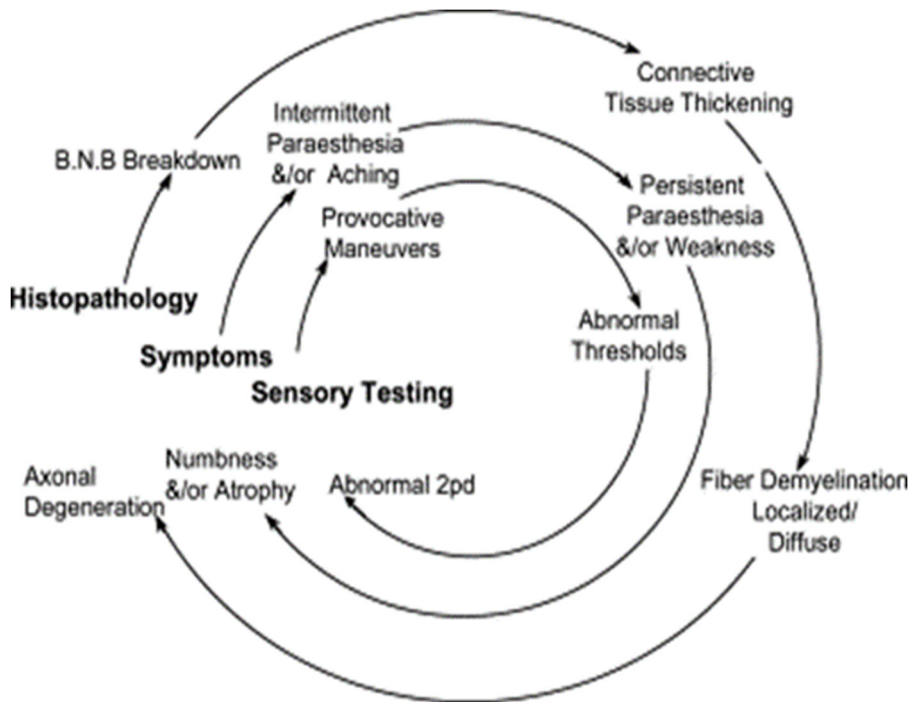 Connective
Tissue Thickening
Intermittent
Paraesthesia
&/or Aching
B.N.B Breakdown
Persistent
Paraesthesia
&/or Weakness
Provocative
Maneuvers
Histopathology
Abnormal
Thresholds
Symptoms
Sensory Testing
Axonal
Degeneration
Numbness
&/or Atrophy
Abnormal 2pd
Fiber Demyelination
Localized/
Diffuse